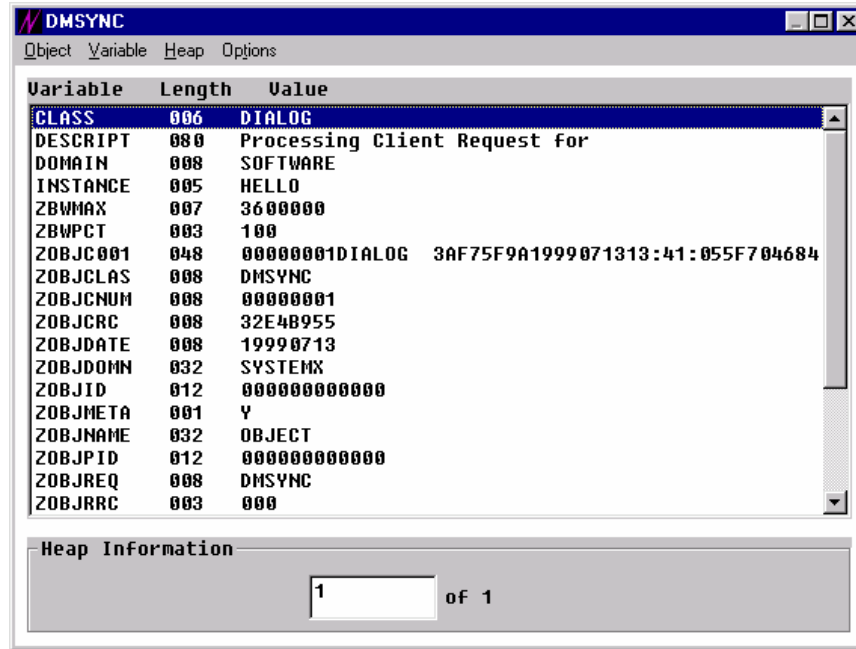 DMSYNC
Object Variable Heap Options
Variable Length Value
CLASS 006 DIALOG
DESCRIPT 080 Processing Client Request for
DOMAIN 008 SOFTWARE
INSTANCE 005 HELLO
ZBWMAX 007 3600000
ZBWPCT 003 100
ZOBJC001 048 00000001DIALOG 3AF75F9A1999071313:41:055F704684
ZOBJCLAS 008 DMSYNC
ZOBJCNUM 008 00000001
ZOBJCRC 008 32E4B955
ZOBJDATE 008 19990713
ZOBJDOMN 032 SYSTEMX
ZOBJID 012 000000000000
ZOBJMETA 001 Y
ZOBJNAME 032 OBJECT
ZOBJPID 012 000000000000
ZOBJREQ 008 DMSYNC
ZOBJRRC 003 000
Heap Information
1 of 1